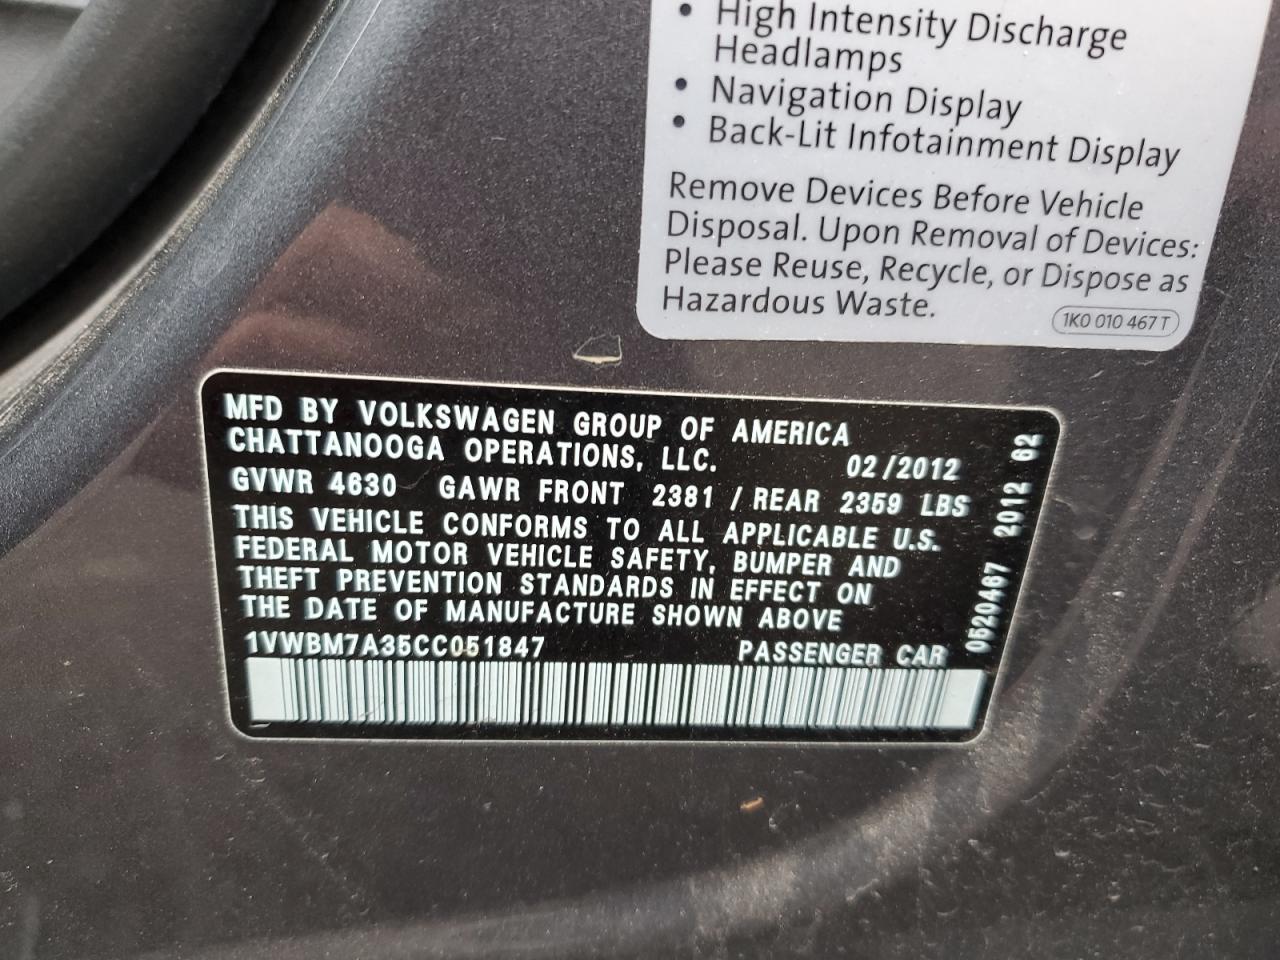 • High Intensity Discharge
Headlamps
• Navigation Display
• Back-Lit Infotainment Display
Remove Devices Before Vehicle
Disposal. Upon Removal of Devices:
Please Reuse, Recycle, or Dispose as
Hazardous Waste.
1K0 010 467 T
MFD BY VOLKSWAGEN GROUP OF AMERICA
CHATTANOOGA OPERATIONS, LLC. 02/2012
GVWR 4630 GAWR FRONT 2381 / REAR 2359 LBS
THIS VEHICLE CONFORMS TO ALL APPLICABLE U.S.
FEDERAL MOTOR VEHICLE SAFETY, BUMPER AND
THEFT PREVENTION STANDARDS IN EFFECT ON
THE DATE OF MANUFACTURE SHOWN ABOVE
1VWBM7A35CC051847 PASSENGER CAR
0520467 2012 62